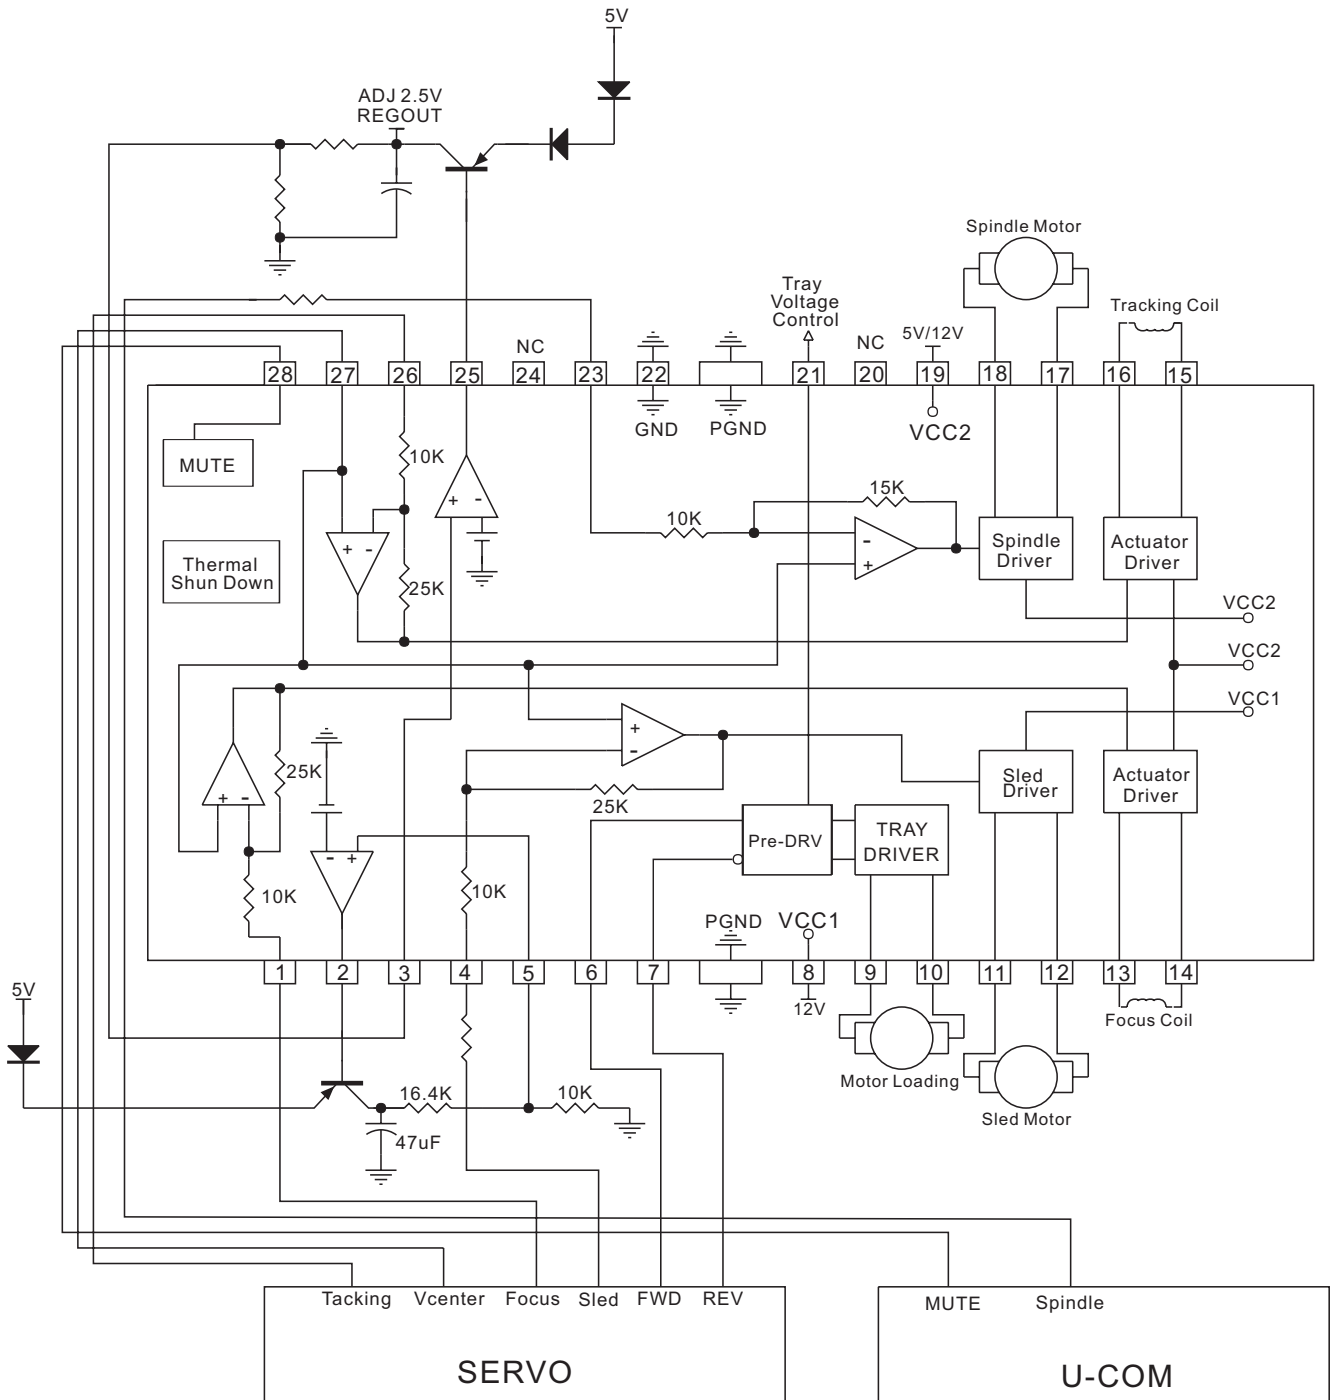 5V
ADJ 2.5V
REGOUT
Spindle Motor
Tray
Voltage
Control
Tracking Coil
NC
NC
5V/12V
28
27
26
25
24
23
22
21
20
19
18
17
16
15
GND
PGND
VCC2
MUTE
10K
+ -
15K
10K
Thermal
Shun Down
+ -
25K
-
+
Spindle
Driver
Actuator
Driver
VCC2
VCC2
VCC1
+
-
25K
25K
+ -
- +
Sled
Driver
Actuator
Driver
Pre-DRV
TRAY
DRIVER
10K
10K
PGND
VCC1
1
2
3
4
5
6
7
8
9
10
11
12
13
14
5V
12V
Focus Coil
Motor Loading
Sled Motor
16.4K
10K
47uF
Tacking
Vcenter
Focus
Sled
FWD
REV
MUTE
Spindle
SERVO
U-COM